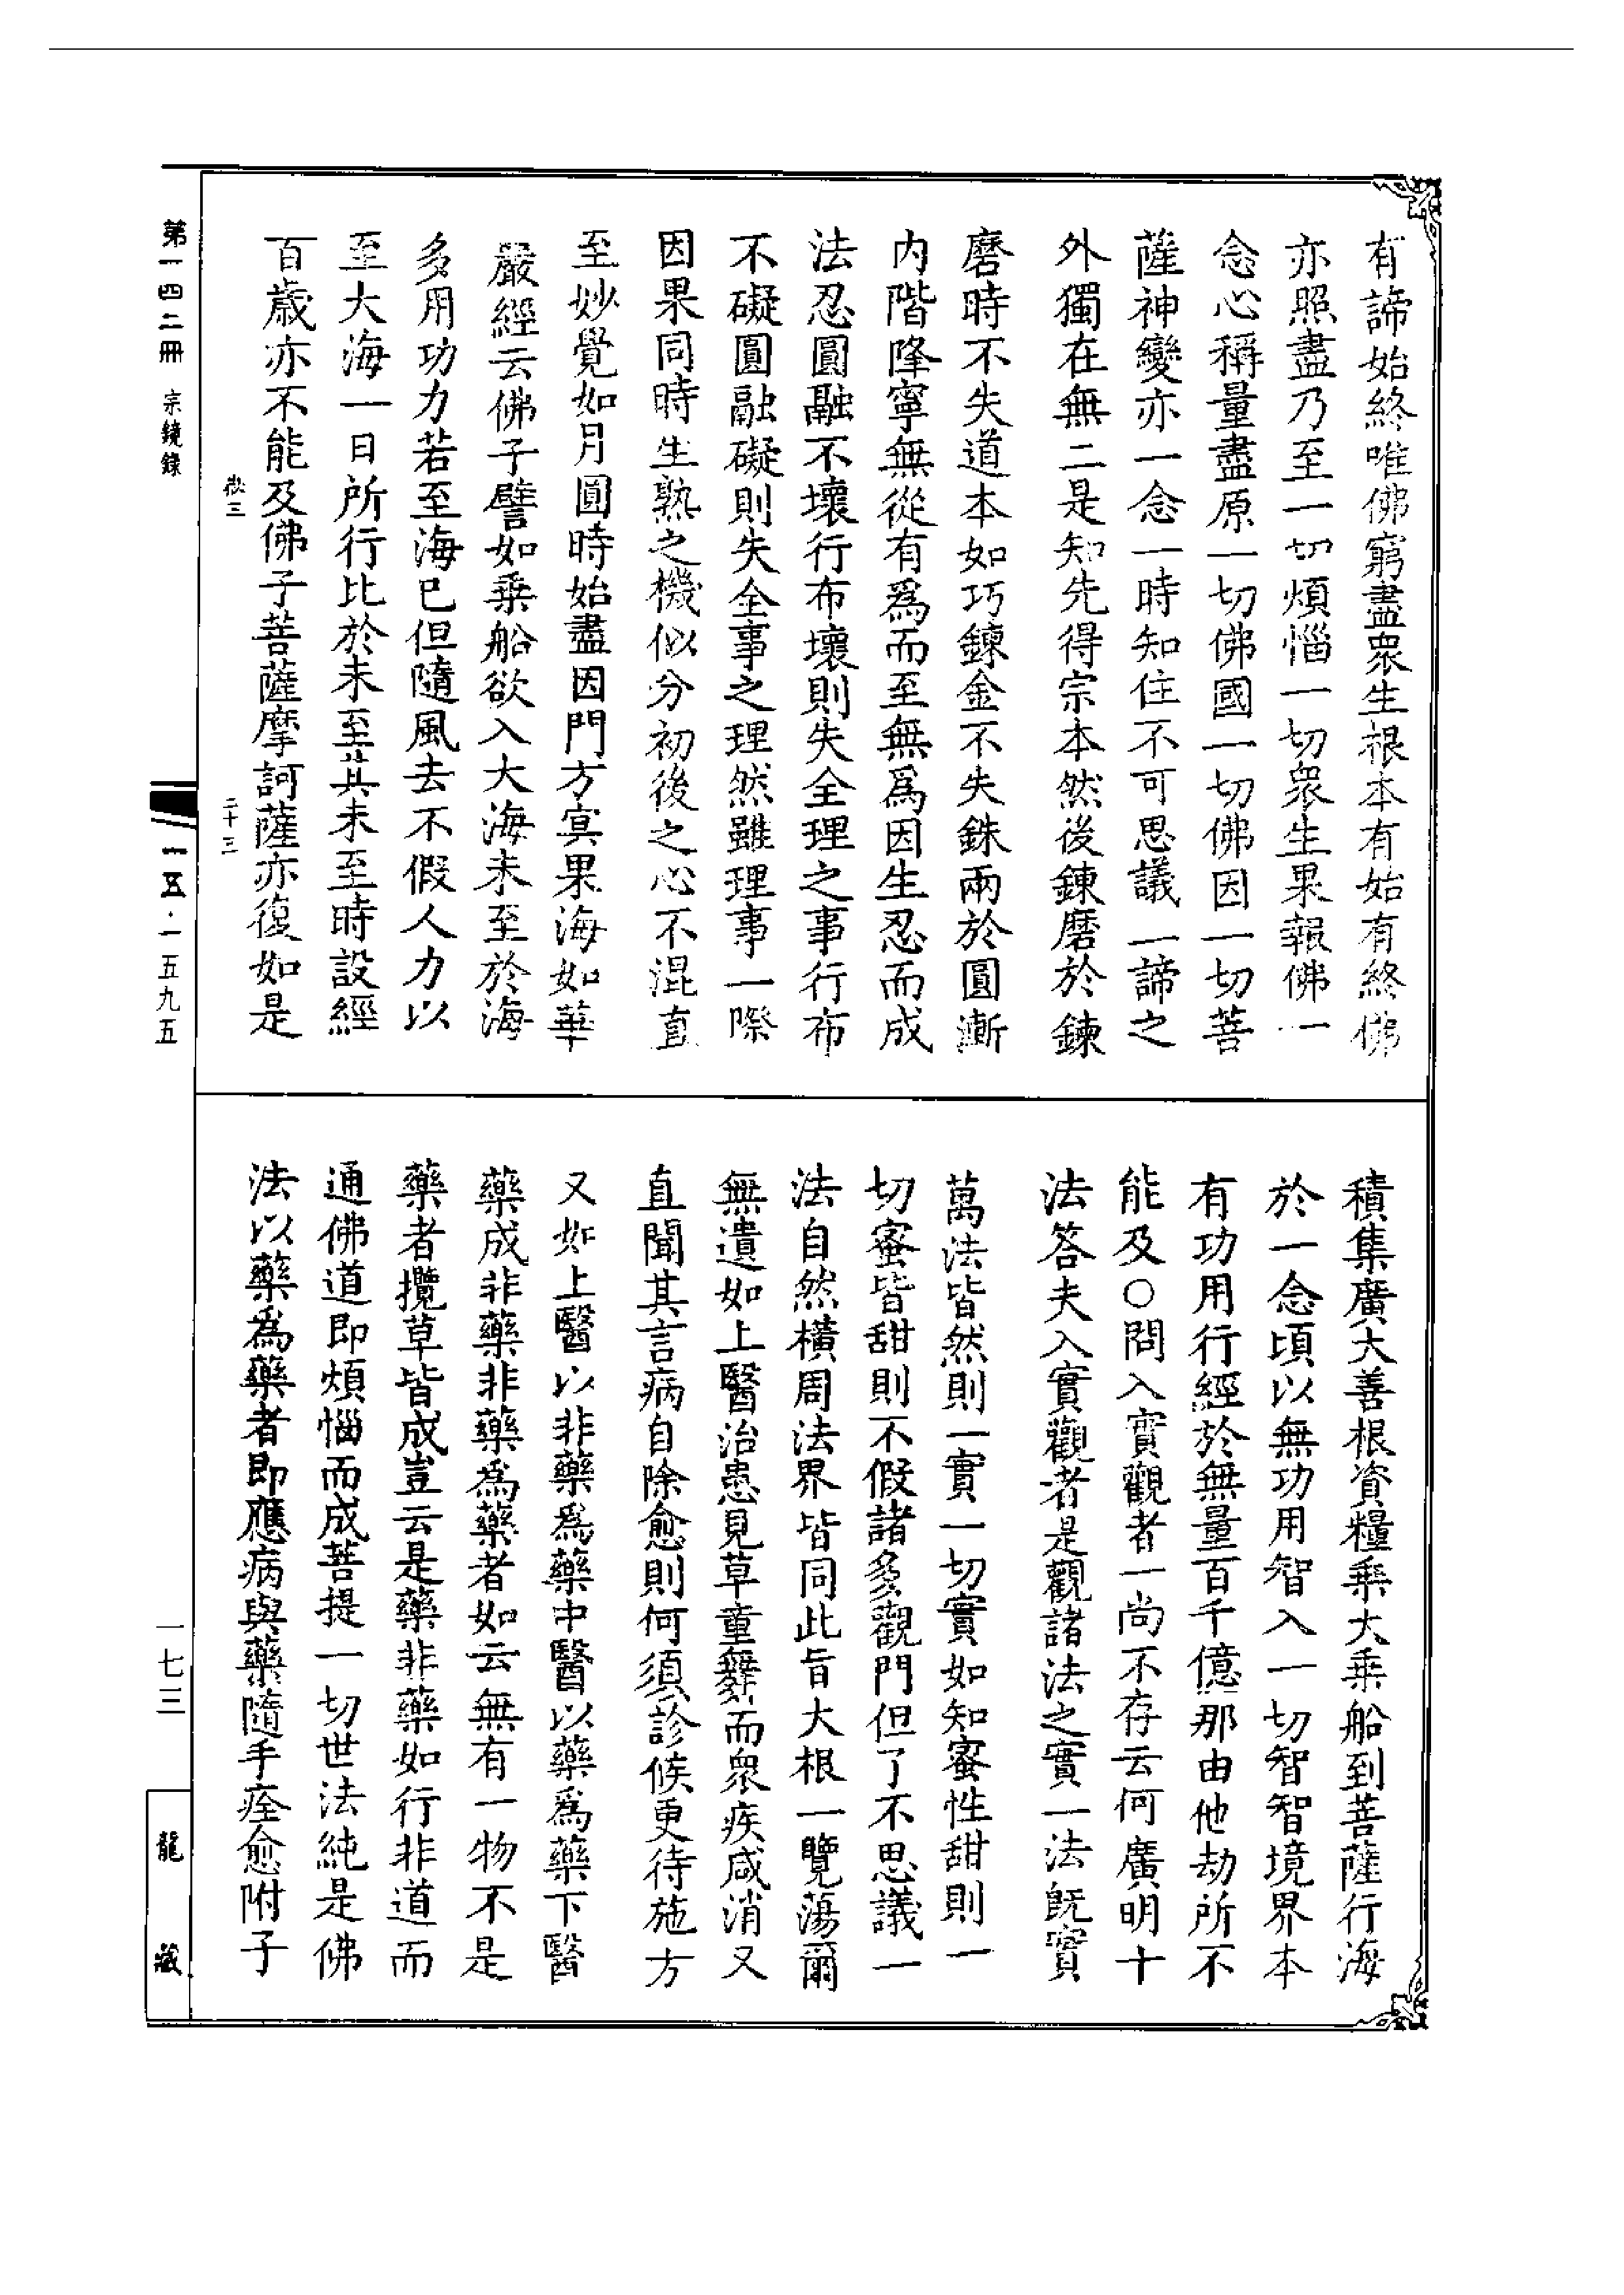 有諦始終唯佛窮盡衆生根本有始有終佛
亦照盡乃至一切煩惱一切衆生果報佛一
念心稱量盡原一切佛國一切佛因一切菩
薩神變亦一念一時知住不可思議二諦之
外獨在無二是知先得宗本然後鍊磨於鍊
磨時不失道本如巧鍊金不失銖兩於圓漸
内階降寧無從有爲而至無爲因生忍而成
法忍圓融不壞行布壞則失全理之事行布
不礙圓融礙則失全事之理然雖理事一際
因果同時生熟之機似分初後之心不混直
至妙覺如月圓時始盡因門方㝠果海如華
嚴經云佛子譬如乘船欲入大海未至於海
多用功力若至海已但隨風去不假人力以
至大海一日所行比於未至其未至時設經
百歲亦不能及佛子菩薩摩訶薩亦復如是
積集廣大善根資糧乘大乘船到菩薩行海
於一念頃以無功用智入一切智智境界本
有功用行經於無量百千億那由他劫所不
能及○問入實觀者一尚不存云何廣明十
法答夫入實觀者是觀諸法之實一法既實
萬法皆然則一實一切實如知蜜性甜則一
切蜜皆甜則不假諸多觀門但了不思議一
法自然橫周法界皆同此旨大根一覽蕩爾
無遺如上醫治患見草童舞而衆疾咸消又
直聞其言病自除愈則何須診候更待施方
又如上醫以非藥爲藥中醫以藥爲藥下醫
藥成非藥非藥爲藥者如云無有一物不是
藥者攬草皆成豈云是藥非藥如行非道而
通佛道即煩惱而成菩提一切世法純是佛
法以藥爲藥者即應病與藥隨手痊愈附子
第一四二冊 宗鏡錄
三
二十三
一五·一五九五
一七三
龍藏